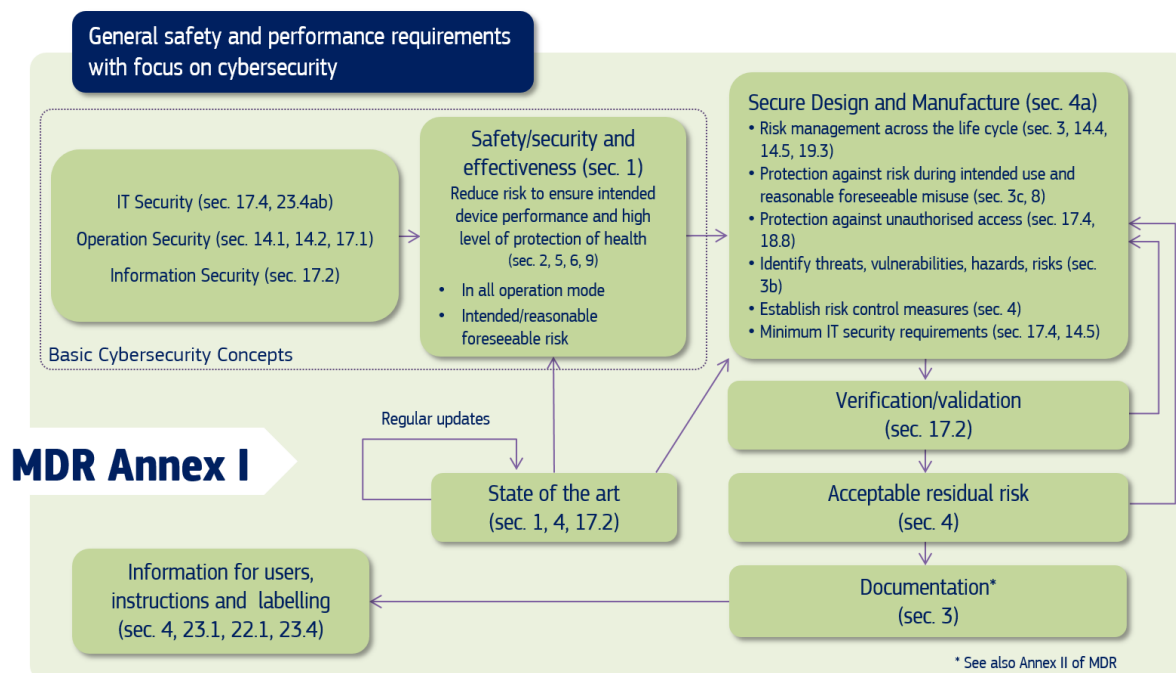 General safety and performance requirements
with focus on cybersecurity
IT Security (sec. 17.4, 23.4ab)
Operation Security (sec. 14.1, 14.2, 17.1)
Information Security (sec. 17.2)
Basic Cybersecurity Concepts
Safety/security and
effectiveness (sec. 1)
Reduce risk to ensure intended
device performance and high
level of protection of health
(sec. 2, 5, 6, 9)
• In all operation mode
• Intended/reasonable
foreseeable risk
Secure Design and Manufacture (sec. 4a)
• Risk management across the life cycle (sec. 3, 14.4,
14.5, 19.3)
• Protection against risk during intended use and
reasonable foreseeable misuse (sec. 3c, 8)
• Protection against unauthorised access (sec. 17.4,
18.8)
• Identify threats, vulnerabilities, hazards, risks (sec.
3b)
• Establish risk control measures (sec. 4)
• Minimum IT security requirements (sec. 17.4, 14.5)
Verification/validation
(sec. 17.2)
Regular updates
MDR Annex I
State of the art
(sec. 1, 4, 17.2)
Acceptable residual risk
(sec. 4)
Documentation*
(sec. 3)
Information for users,
instructions and labelling
(sec. 4, 23.1, 22.1, 23.4)
* See also Annex II of MDR